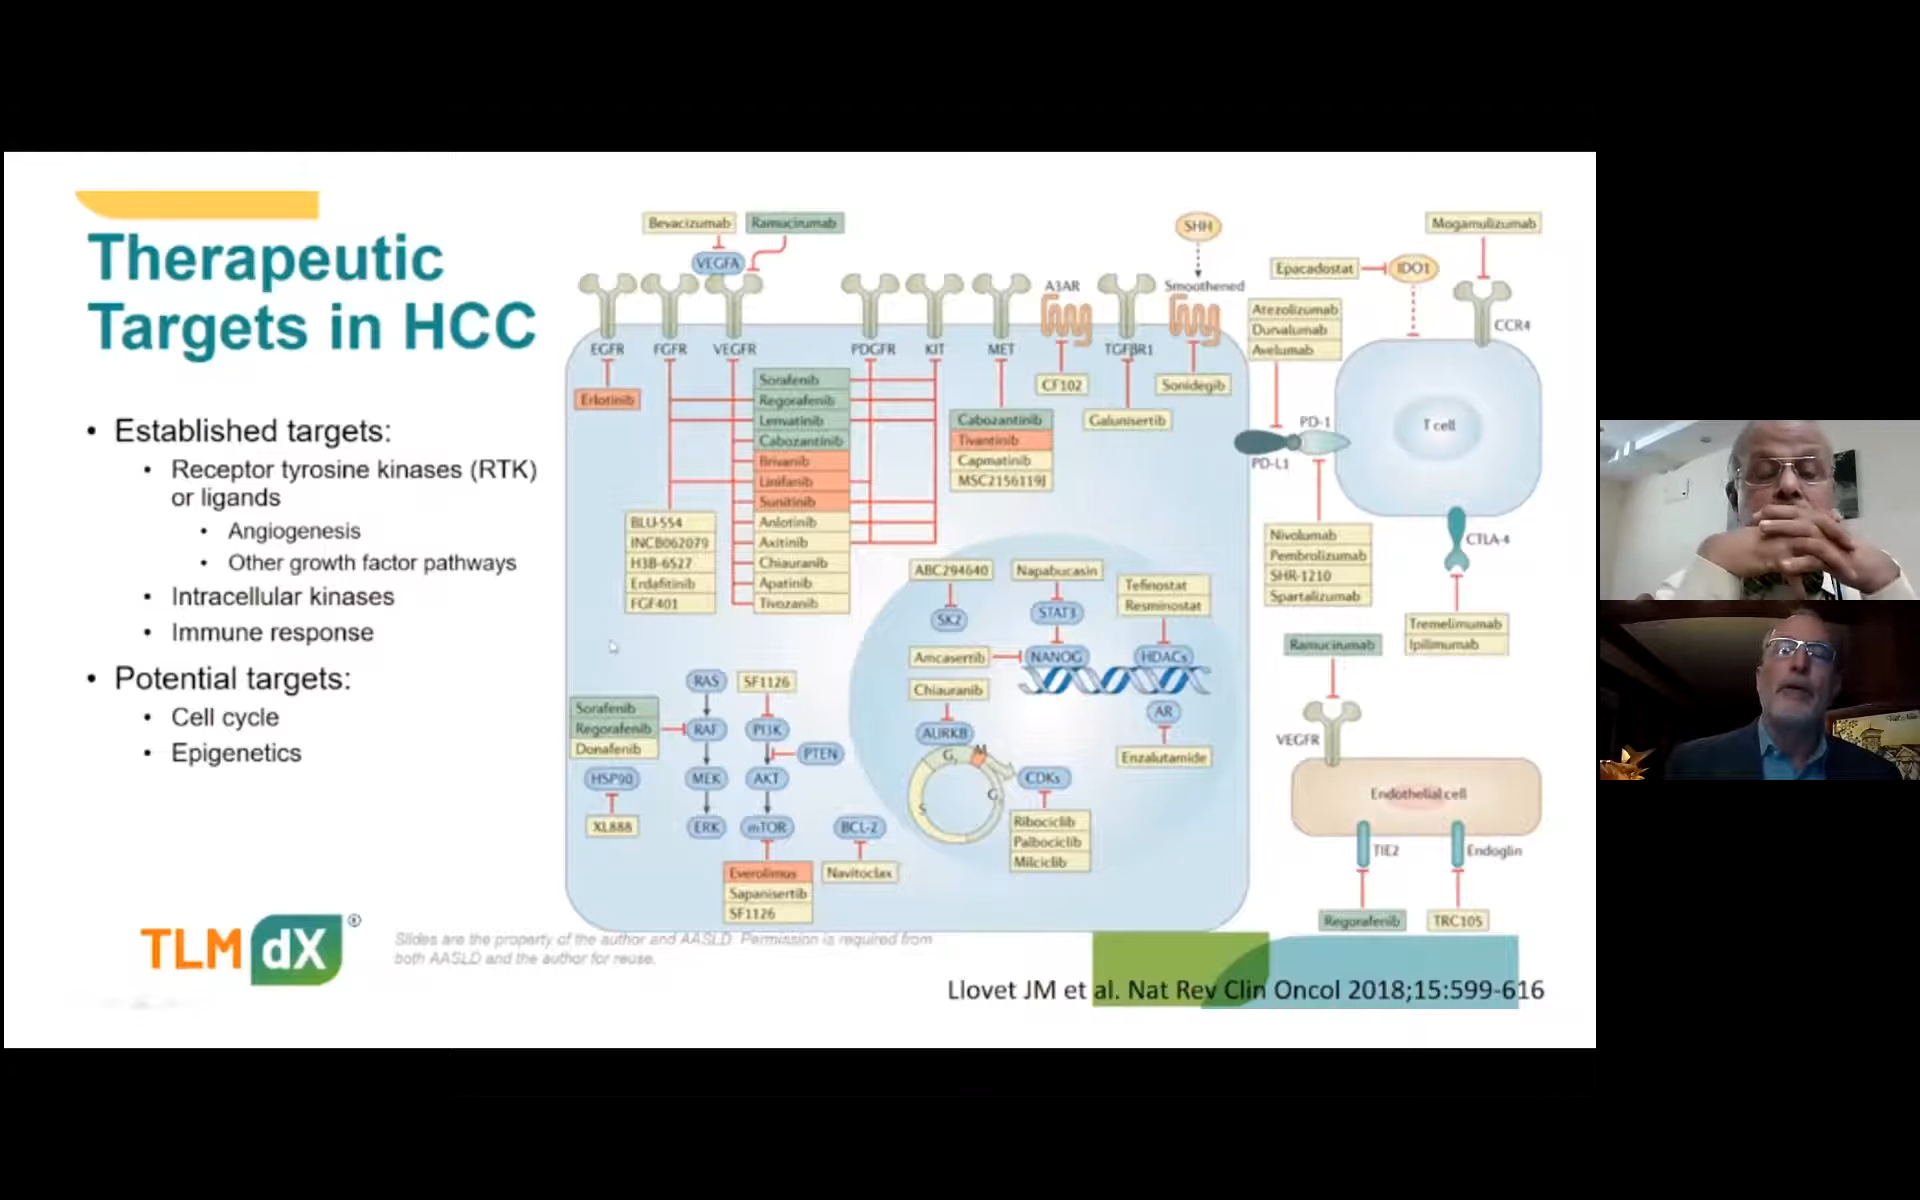 Therapeutic
Targets in HCC
• Established targets:
• Receptor tyrosine kinases (RTK)
or ligands
• Angiogenesis
• Other growth factor pathways
• Intracellular kinases
• Immune response
• Potential targets:
• Cell cycle
• Epigenetics
Bevacizumab
Ramucirumab
VEGFA
SHH
Mogamulizumab
Epacadostat
IDO1
A3AR
Smoothened
Atezolizumab
Durvalumab
Avelumab
CCR4
EGFR
FGFR
VEGFR
PDGFR
KIT
MET
TGFβR1
Erlotinib
Sorafenib
Regorafenib
Lenvatinib
Cabozantinib
Brivanib
Linifanib
Sunitinib
Anlotinib
Axitinib
Chiauranib
Apatinib
Tivozanib
BLU-554
INCB062079
H3B-6527
Erdafitinib
FGF401
Cabozantinib
Tivantinib
Capmatinib
MSC2156119J
CF102
Galunisertib
Sonidegib
PD-1
PD-L1
T cell
CTLA-4
Nivolumab
Pembrolizumab
SHR-1210
Spartalizumab
Tremelimumab
Ipilimumab
ABC294640
SK2
Napabucasin
STAT3
Tefinostat
Resminostat
Amcasertib
NANOG
HDACs
Chiauranib
AURKB
AR
Enzalutamide
G
M
G
S
CDKs
Ribociclib
Palbociclib
Milciclib
RAS
SF1126
Sorafenib
Regorafenib
Donafenib
RAF
PI3K
PTEN
HSP90
MEK
AKT
XL888
ERK
mTOR
BCL-2
Everolimus
Sapanisertib
SF1126
Navitoclax
Ramucirumab
VEGFR
Endothelial cell
TIE2
Endoglin
Regorafenib
TRC105
TLMdX®
Slides are the property of the author and AASLD. Permission is required from
both AASLD and the author for reuse.
Llovet JM et al. Nat Rev Clin Oncol 2018;15:599-616